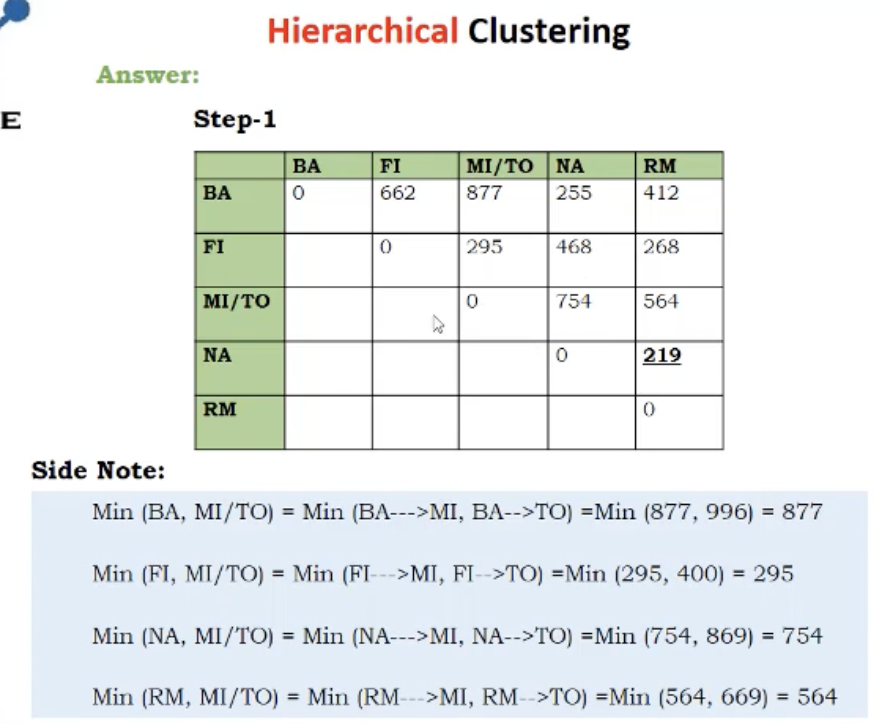 Hierarchical Clustering
Answer:
E
Step-1
BA FI MI/TO NA RM
BA 0 662 877 255 412
FI 0 295 468 268
MI/TO 0 754 564
NA 0 219
RM 0
Side Note:
Min (BA, MI/TO) = Min (BA--->MI, BA-->TO) =Min (877, 996) = 877
Min (FI, MI/TO) = Min (FI--->MI, FI-->TO) =Min (295, 400) = 295
Min (NA, MI/TO) = Min (NA--->MI, NA-->TO) =Min (754, 869) = 754
Min (RM, MI/TO) = Min (RM--->MI, RM-->TO) =Min (564, 669) = 564